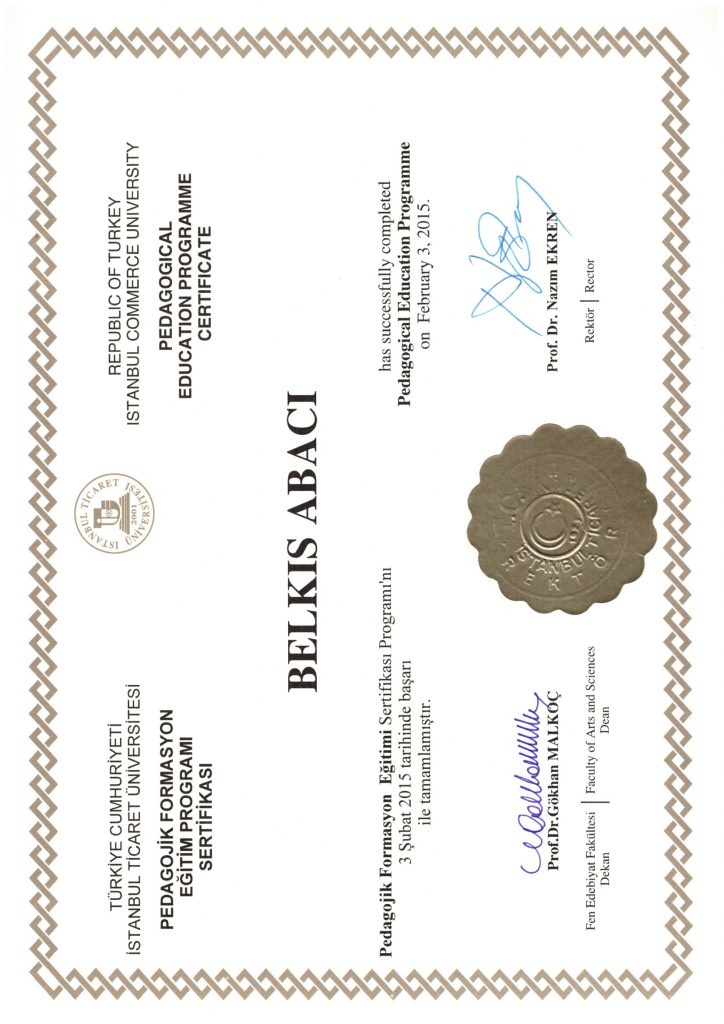 TÜRKİYE CUMHURİYETİ
İSTANBUL TİCARET ÜNİVERSİTESİ
PEDAGOJİK FORMASYON
EĞİTİM PROGRAMI
SERTİFİKASI
İSTANBUL TİCARET
ÜNİVERSİTESİ
2001
REPUBLIC OF TURKEY
ISTANBUL COMMERCE UNIVERSITY
PEDAGOGICAL
EDUCATION PROGRAMME
CERTIFICATE
BELKIS ABACI
Pedagojik Formasyon Eğitimi Sertifikası Programı'nı
3 Şubat 2015 tarihinde başarı
ile tamamlamıştır.
has successfully completed
Pedagogical Education Programme
on February 3, 2015.
Prof.Dr.Gökhan MALKOÇ
Fen Edebiyat Fakültesi | Faculty of Arts and Sciences
Dekan | Dean
T.C.
İSTANBUL TİCARET
REKTÖR
Prof. Dr. Nazım EKREN
Rektör | Rector